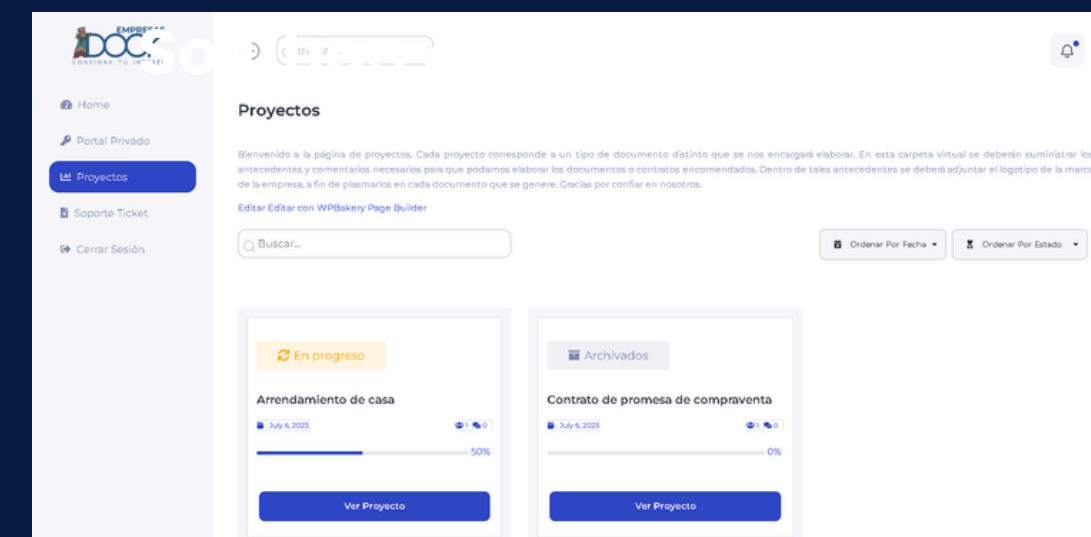 EMPRESAS
DOCK
So
Home
Portal Privado
Proyectos
Soporte Ticket
Cerrar Sesión
Proyectos
Bienvenido a la página de proyectos. Cada proyecto corresponde a un tipo de documento distinto que se nos encargará elaborar. En esta carpeta virtual se deberán suministrar los
antecedentes y comentarios necesarios para que podamos elaborar los documentos o contratos encomendados. Dentro de tales antecedentes se deberá adjuntar el logotipo de la marca
de la empresa, a fin de plasmarlos en cada documento que se genere. Gracias por confiar en nosotros.
Editar Editar con WPBakery Page Builder
Buscar...
Ordenar Por Fecha
Ordenar Por Estado
En progreso
Archivados
Arrendamiento de casa
Contrato de promesa de compraventa
: July 6, 2023
1 0
: July 6, 2023
1 0
50%
0%
Ver Proyecto
Ver Proyecto